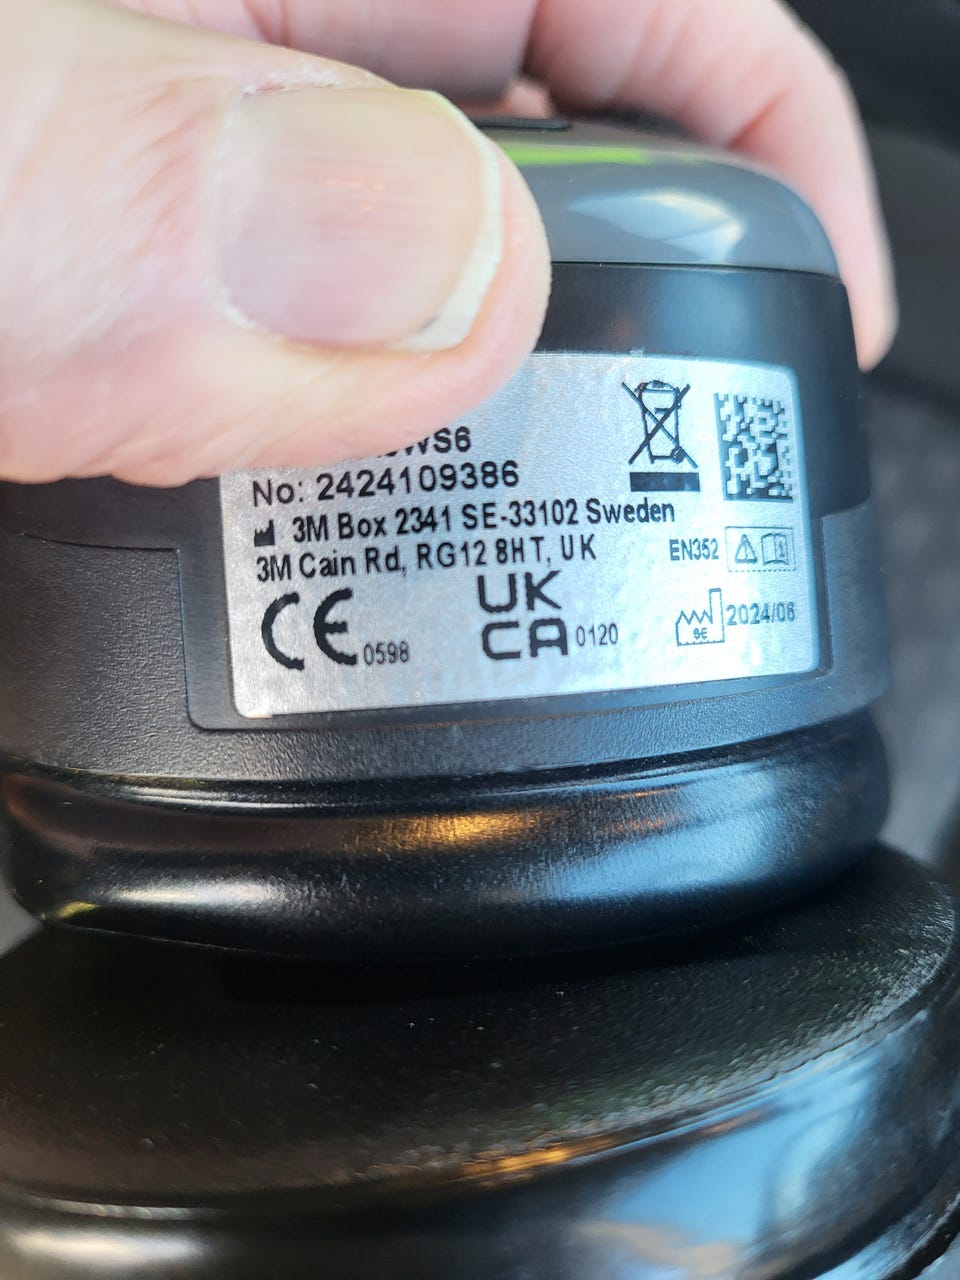 No: 2424109386
3M Box 2341 SE-33102 Sweden
3M Cain Rd, RG12 8HT, UK
EN352
CE 0598
UK
CA 0120
SE
2024/06